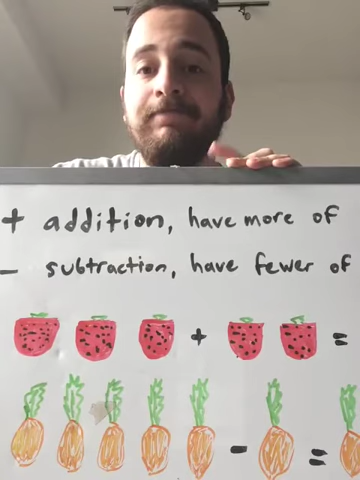 + addition, have more of
- subtraction, have fewer of
+ =
- =